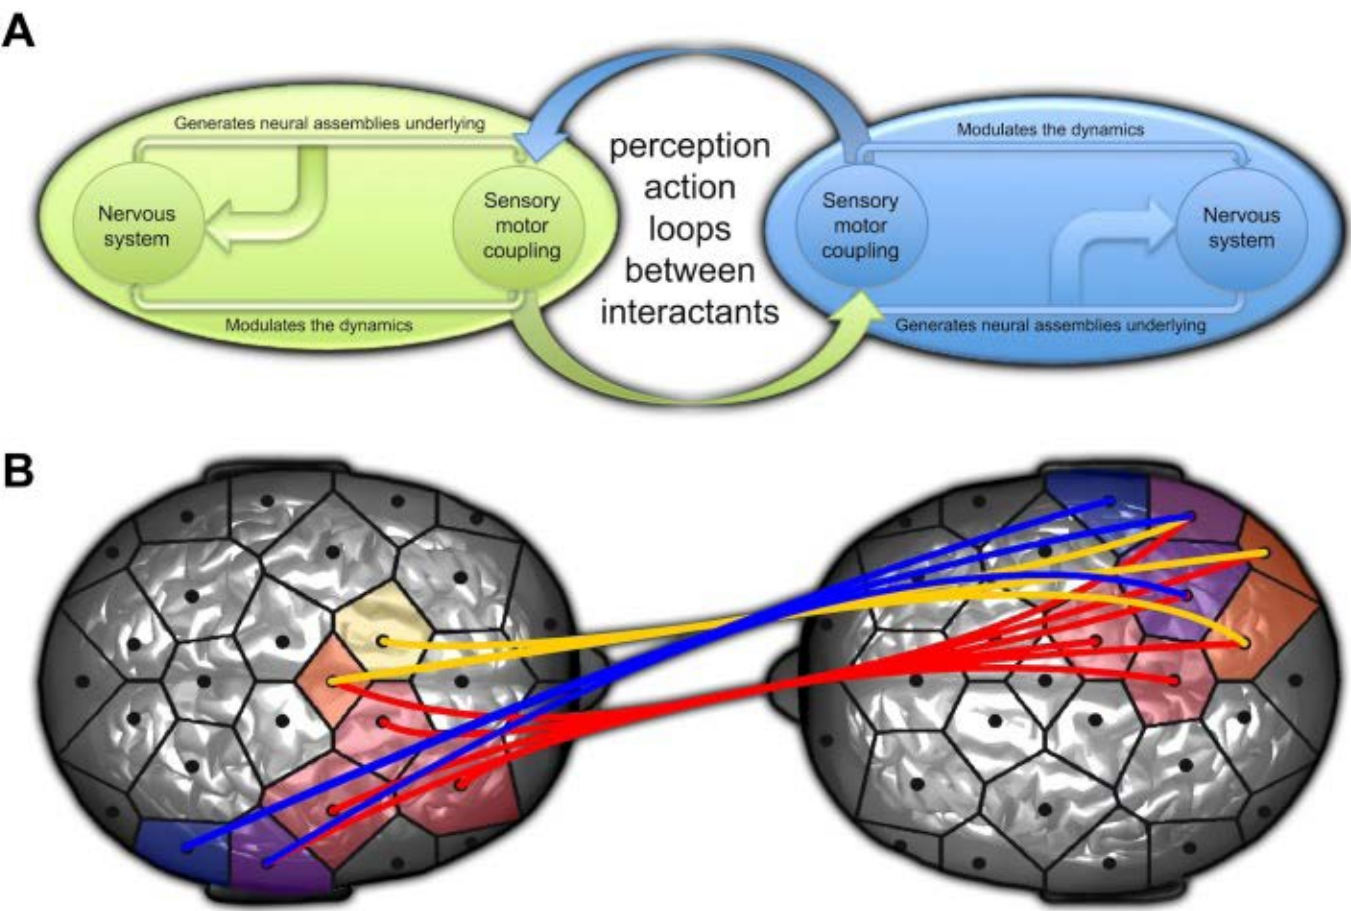 A
Generates neural assemblies underlying
Nervous
system
Sensory
motor
coupling
Modulates the dynamics
perception
action
loops
between
interactants
Modulates the dynamics
Sensory
motor
coupling
Nervous
system
Generates neural assemblies underlying
B